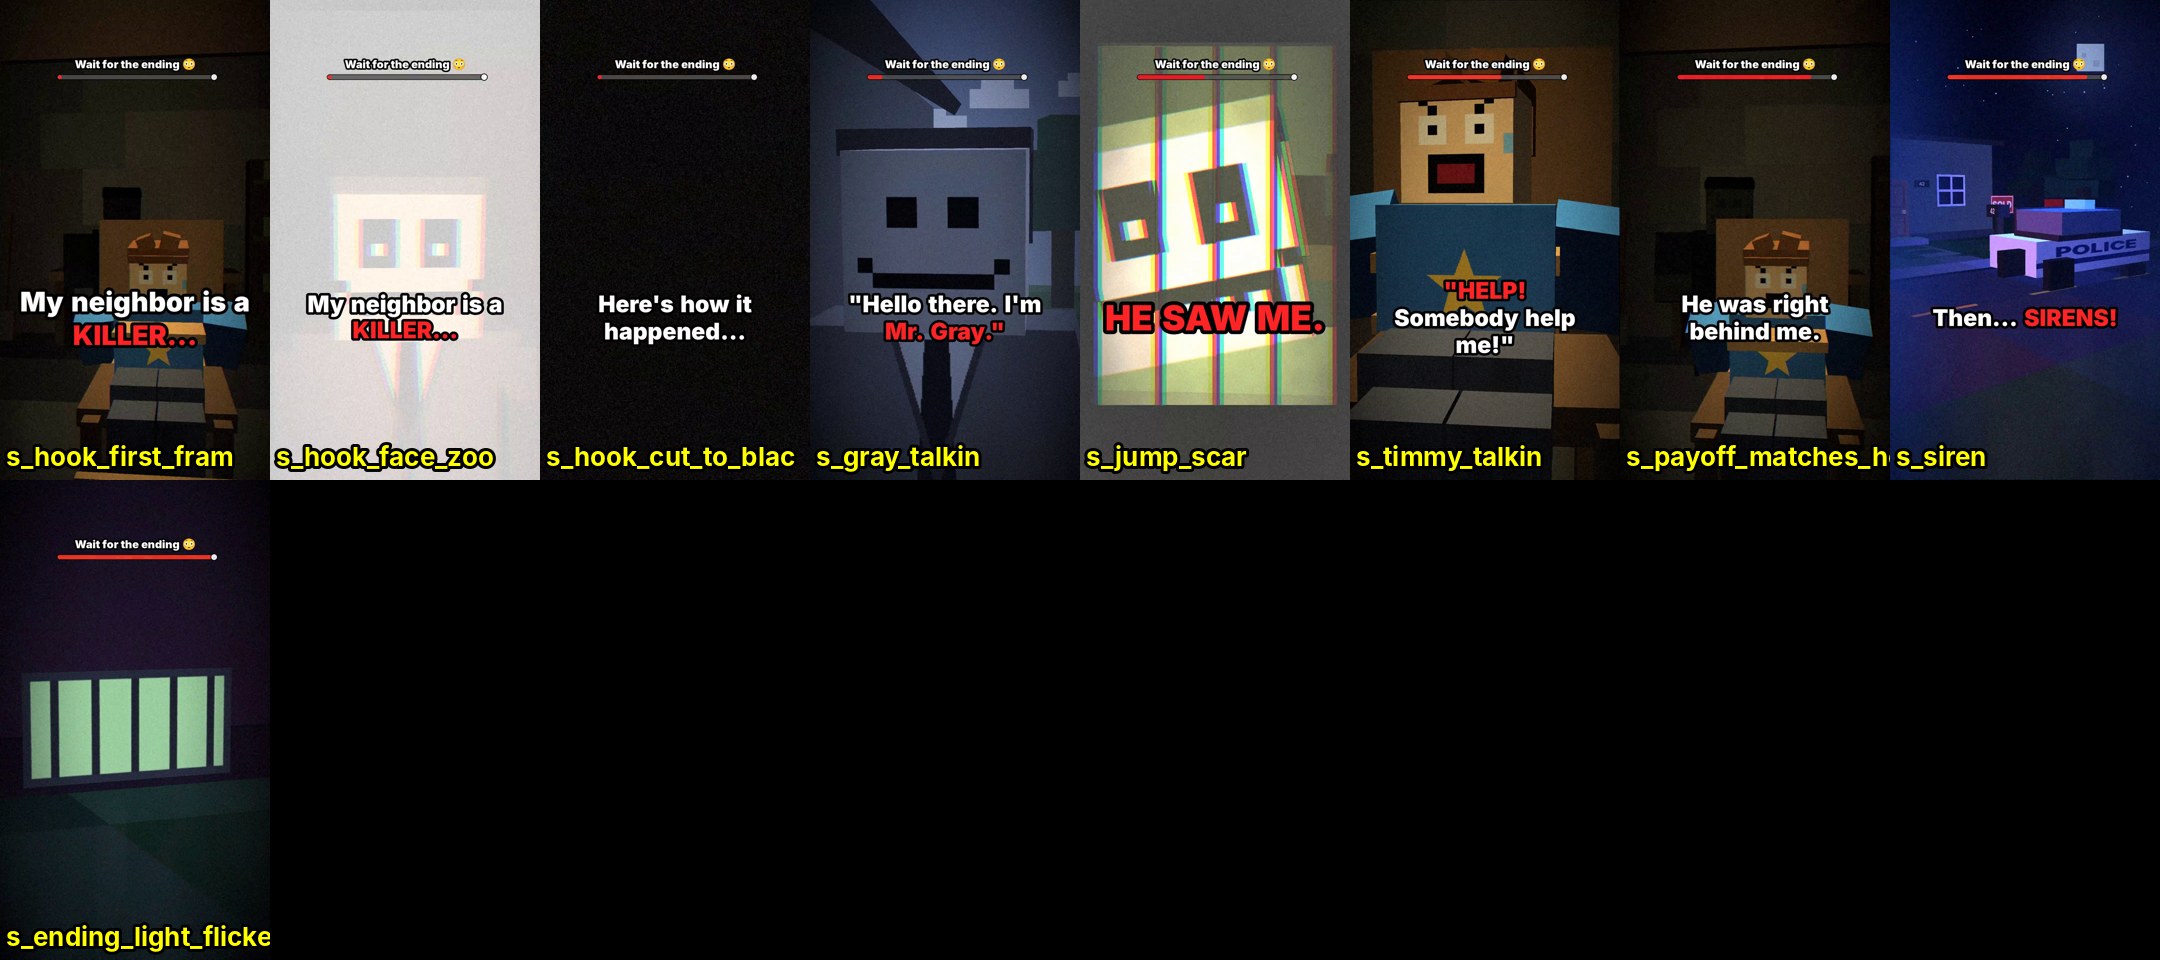 Wait for the ending 😳
My neighbor is a
KILLER...
s_hook_first_fram
Wait for the ending 😳
My neighbor is a
KILLER...
s_hook_face_zoo
Wait for the ending 😳
Here's how it
happened...
s_hook_cut_to_blac
Wait for the ending 😳
"Hello there. I'm
Mr. Gray."
s_gray_talkin
Wait for the ending 😳
HE SAW ME.
s_jump_scar
Wait for the ending 😳
"HELP!
Somebody help
me!"
s_timmy_talkin
Wait for the ending 😳
He was right
behind me.
s_payoff_matches_h
Wait for the ending 😳
SOLD
POLICE
Then... SIRENS!
s_siren
Wait for the ending 😳
s_ending_light_flicke